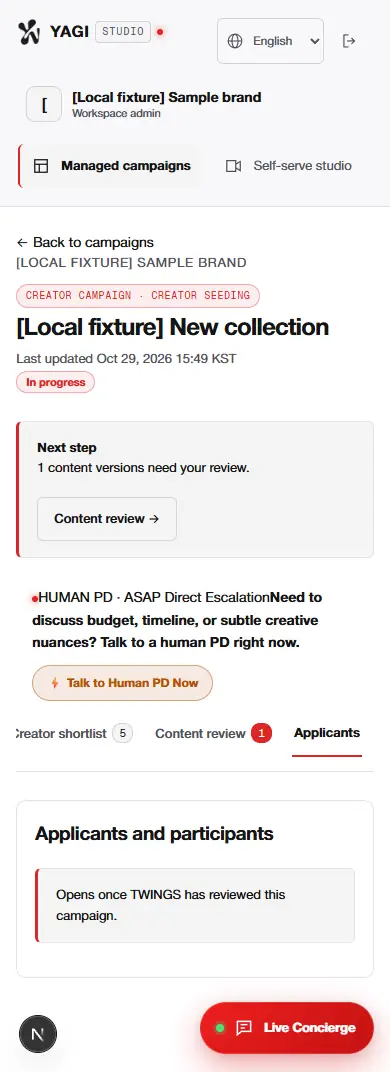 YAGI STUDIO
English
[
[Local fixture] Sample brand
Workspace admin
Managed campaigns
Self-serve studio
← Back to campaigns
[LOCAL FIXTURE] SAMPLE BRAND
CREATOR CAMPAIGN · CREATOR SEEDING
[Local fixture] New collection
Last updated Oct 29, 2026 15:49 KST
In progress
Next step
1 content versions need your review.
Content review →
HUMAN PD · ASAP Direct EscalationNeed to
discuss budget, timeline, or subtle creative
nuances? Talk to a human PD right now.
Talk to Human PD Now
Creator shortlist 5
Content review 1
Applicants
Applicants and participants
Opens once TWINGS has reviewed this
campaign.
N
Live Concierge